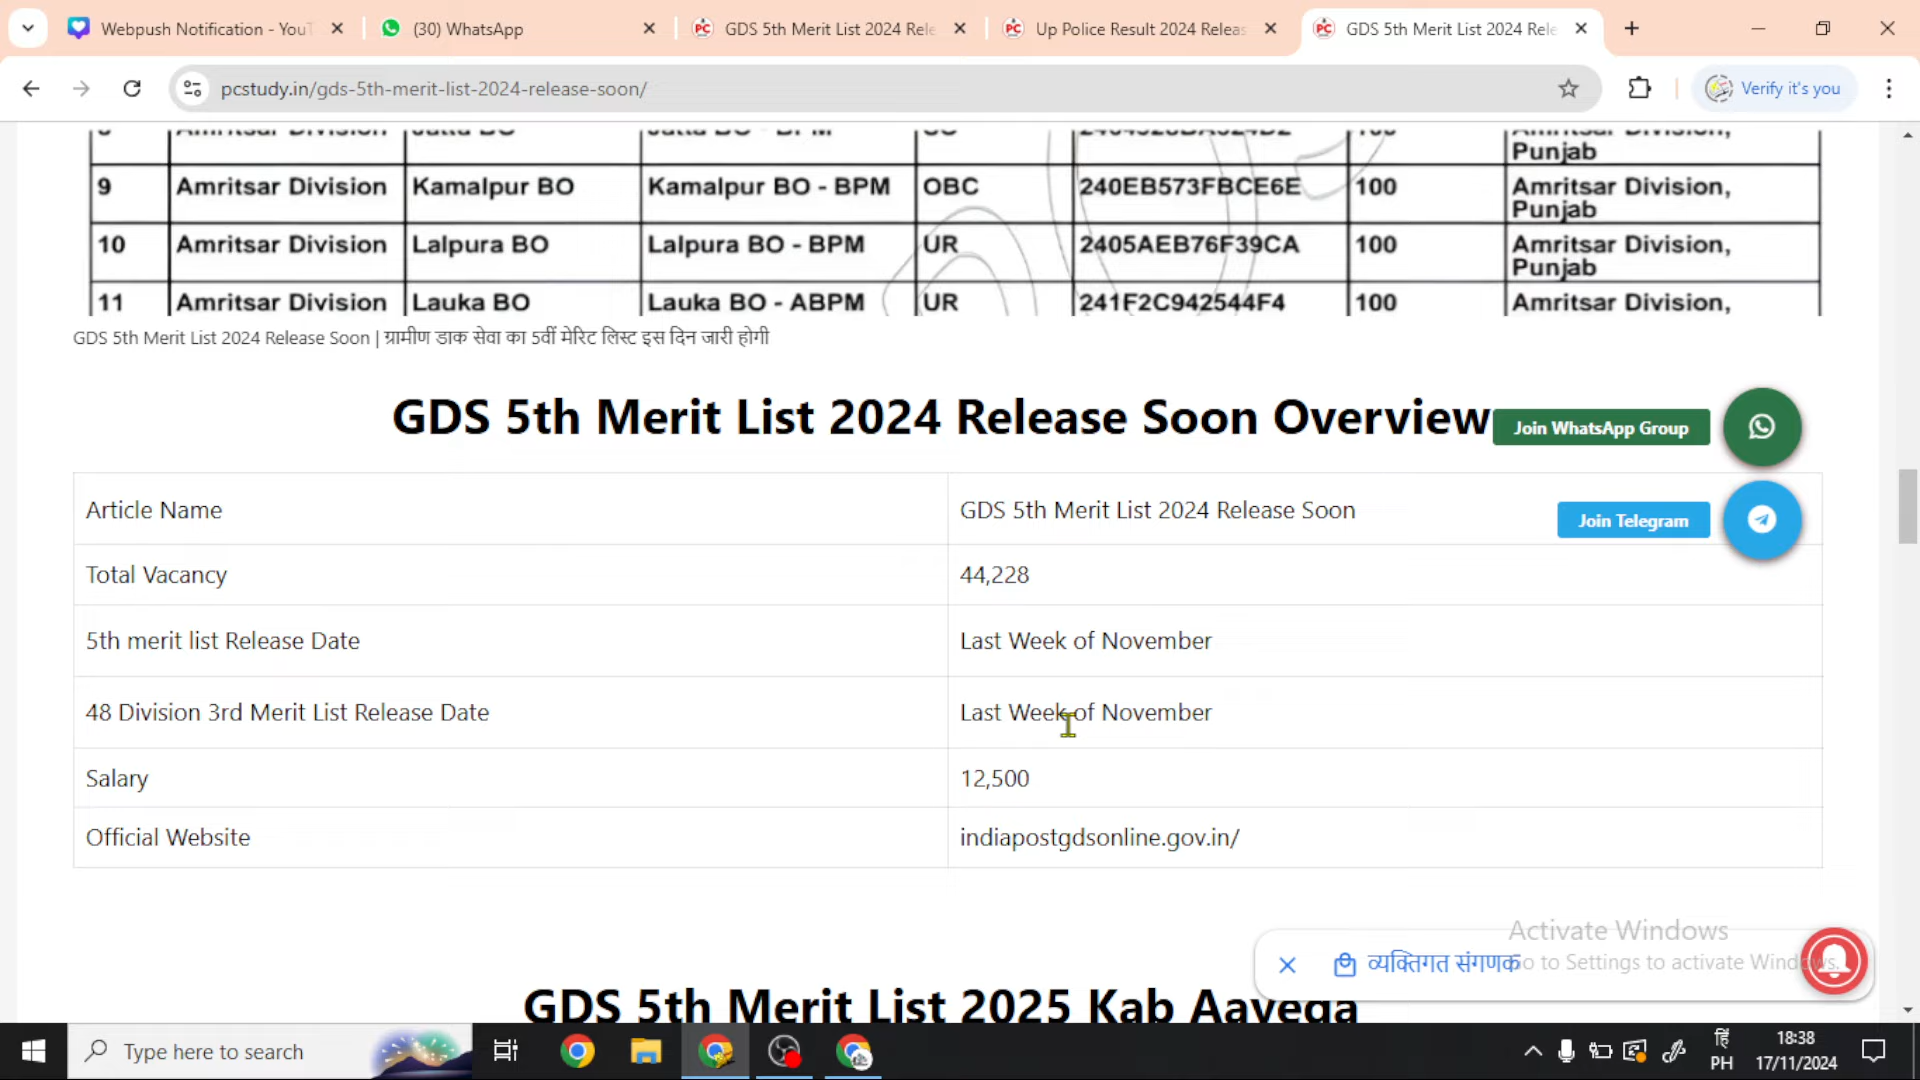 Webpush Notification - YouT
(30) WhatsApp
GDS 5th Merit List 2024 Rele
Up Police Result 2024 Releas
GDS 5th Merit List 2024 Rele
pcstudy.in/gds-5th-merit-list-2024-release-soon/
Verify it's you
Punjab
9 Amritsar Division Kamalpur BO Kamalpur BO - BPM OBC 240EB573FBCE6E 100 Amritsar Division,
Punjab
10 Amritsar Division Lalpura BO Lalpura BO - BPM UR 2405AEB76F39CA 100 Amritsar Division,
Punjab
11 Amritsar Division Lauka BO Lauka BO - ABPM UR 241F2C942544F4 100 Amritsar Division,
GDS 5th Merit List 2024 Release Soon | ग्रामीण डाक सेवा का 5वीं मेरिट लिस्ट इस दिन जारी होगी
GDS 5th Merit List 2024 Release Soon Overview
Join WhatsApp Group
Article Name GDS 5th Merit List 2024 Release Soon
Join Telegram
Total Vacancy 44,228
5th merit list Release Date Last Week of November
48 Division 3rd Merit List Release Date Last Week of November
Salary 12,500
Official Website indiapostgdsonline.gov.in/
Activate Windows
व्यक्तिगत संगणक
to Settings to activate Windows.
GDS 5th Merit List 2025 Kab Aayega
Type here to search
हिं
PH
18:38
17/11/2024